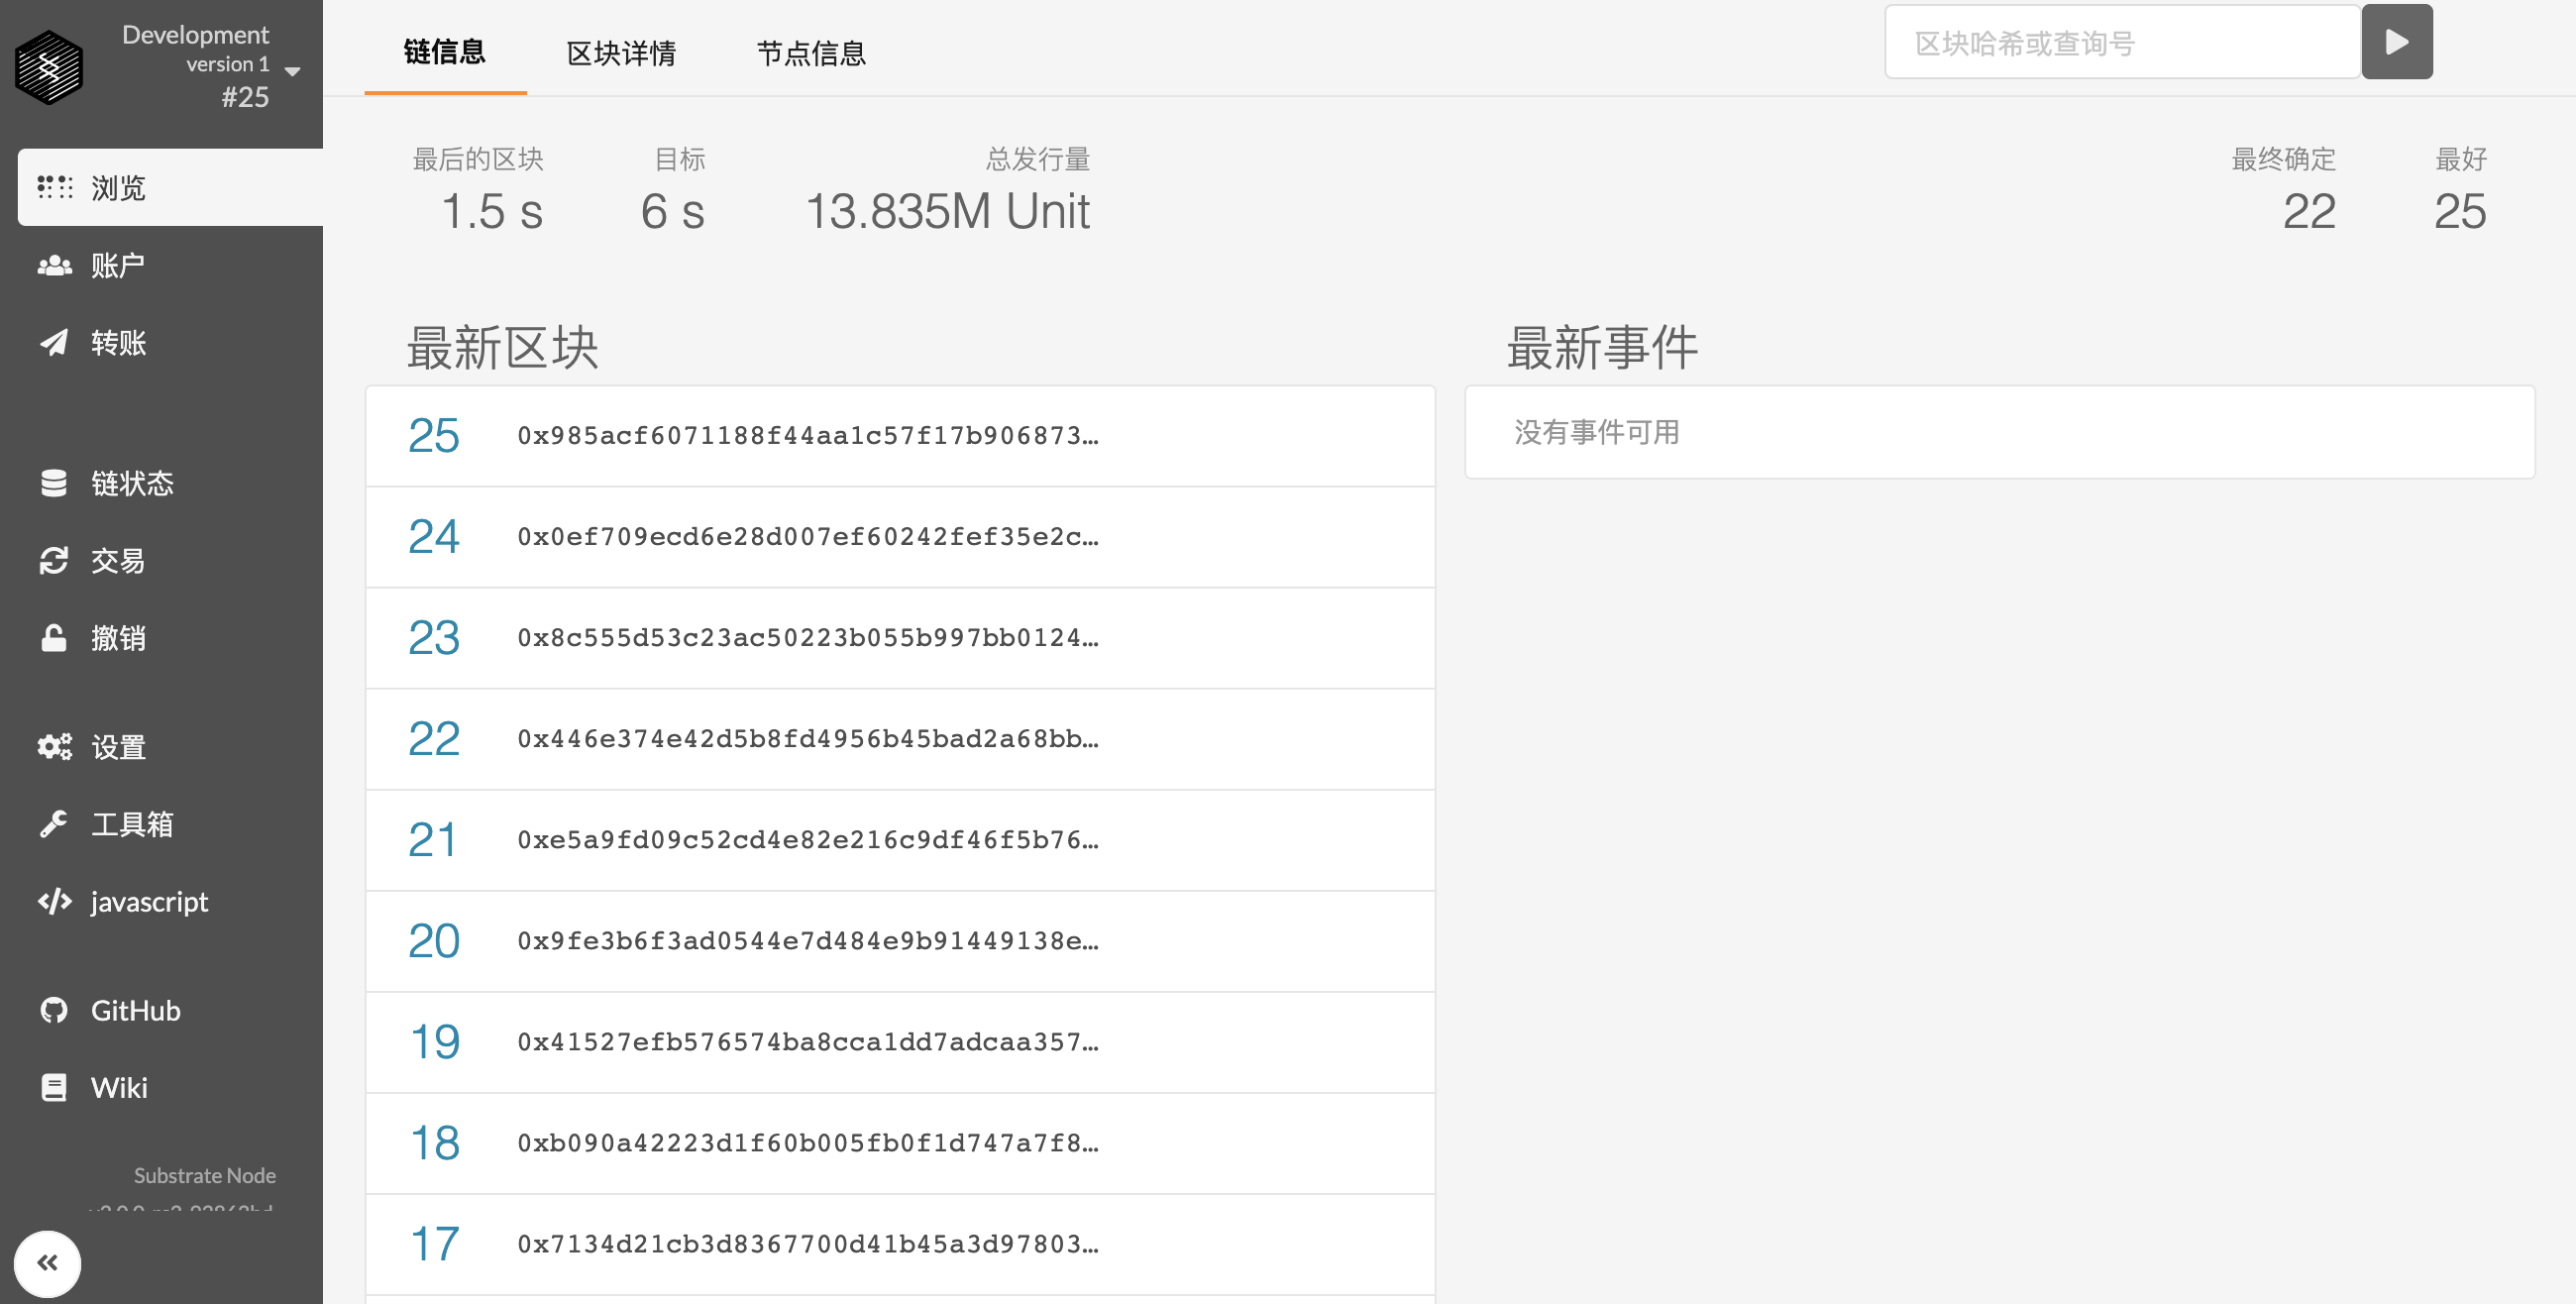 Development
version 1
#25
浏览
账户
转账
链状态
交易
撤销
设置
工具箱
javascript
GitHub
Wiki
Substrate Node
链信息 区块详情 节点信息
区块哈希或查询号
最后的区块 目标 总发行量 最终确定 最好
1.5 s 6 s 13.835M Unit 22 25
最新区块
25 0x985acf6071188f44aa1c57f17b906873…
24 0x0ef709ecd6e28d007ef60242fef35e2c…
23 0x8c555d53c23ac50223b055b997bb0124…
22 0x446e374e42d5b8fd4956b45bad2a68bb…
21 0xe5a9fd09c52cd4e82e216c9df46f5b76…
20 0x9fe3b6f3ad0544e7d484e9b91449138e…
19 0x41527efb576574ba8cca1dd7adcaa357…
18 0xb090a42223d1f60b005fb0f1d747a7f8…
17 0x7134d21cb3d8367700d41b45a3d97803…
最新事件
没有事件可用